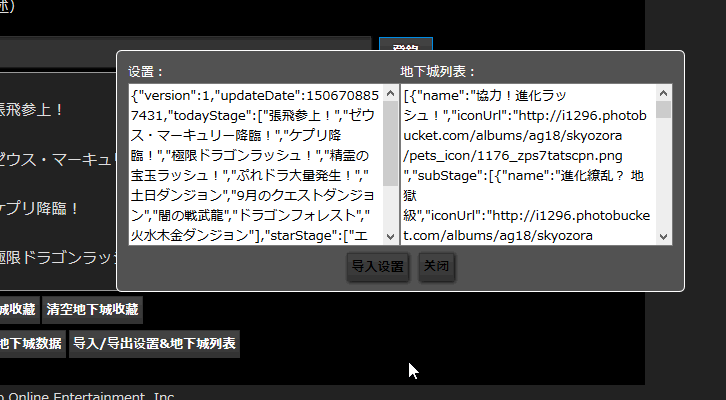 述)
登錄
设置：
地下城列表：
{"version":1,"updateDate":150670885
7431,"todayStage":["張飛参上！","ゼウ
ス・マーキュリー降臨！","ケプリ降
臨！","極限ドラゴンラッシュ！","精霊の
宝玉ラッシュ！","ぷれドラ大量発生！","
土日ダンジョン","9月のクエストダンジョ
ン","闇の戦武龍","ドラゴンフォレスト","
火水木金ダンジョン"],"starStage":["エ
[{"name":"協力！進化ラッ
シュ！","iconUrl":"http://i1296.photob
ucket.com/albums/ag18/skyozora
/pets_icon/1176_zps7tatscpn.png
","subStage":[{"name":"進化繚乱？ 地
獄
級","iconUrl":"http://i1296.photobucke
t.com/albums/ag18/skyozora
导入设置
关闭
張飛参上！
ゼウス・マーキュリ
ケプリ降臨！
極限ドラゴンラッシ
城收藏
清空地下城收藏
地下城数据
导入/导出设置&地下城列表
o Online Entertainment, Inc